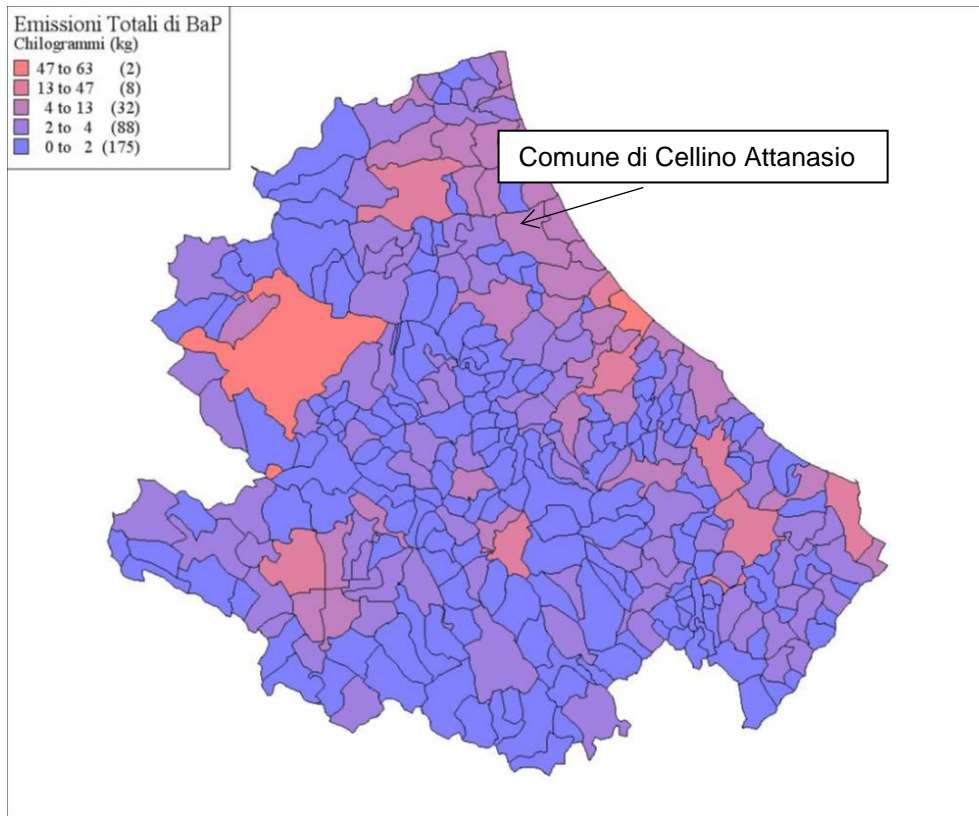 Emissioni Totali di BaP
Chilogrammi (kg)
47 to 63 (2)
13 to 47 (8)
4 to 13 (32)
2 to 4 (88)
0 to 2 (175)
Comune di Cellino Attanasio